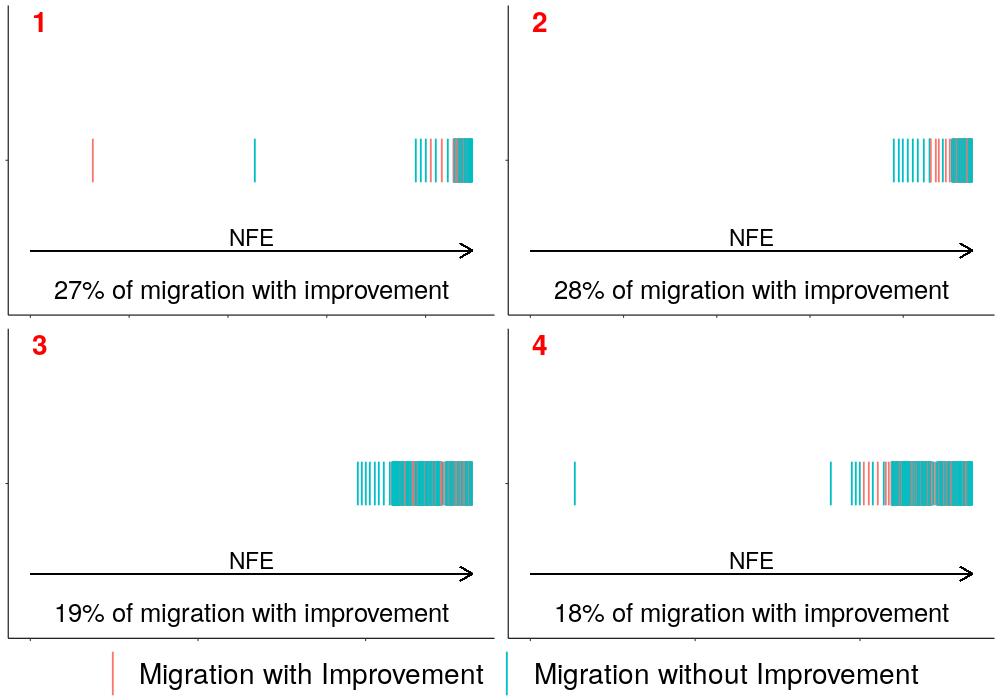 1
NFE
27% of migration with improvement
2
NFE
28% of migration with improvement
3
NFE
19% of migration with improvement
4
NFE
18% of migration with improvement
Migration with Improvement
Migration without Improvement